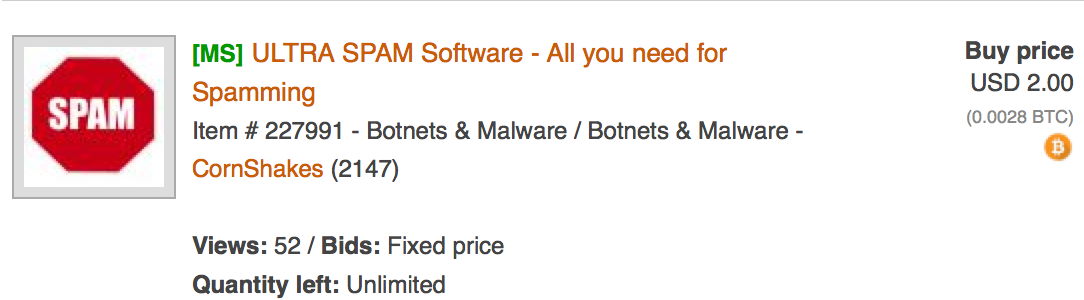 SPAM
[MS] ULTRA SPAM Software - All you need for
Spamming
Item # 227991 - Botnets & Malware / Botnets & Malware -
CornShakes (2147)
Views: 52 / Bids: Fixed price
Quantity left: Unlimited
Buy price
USD 2.00
(0.0028 BTC)